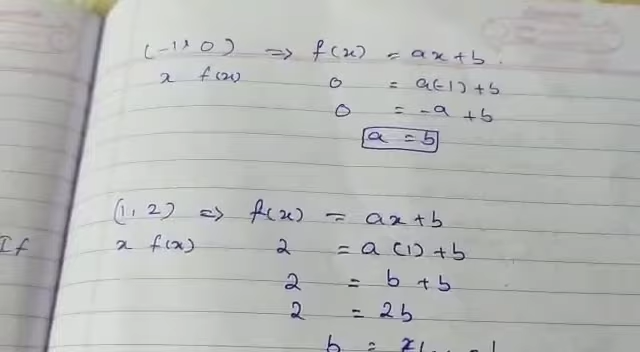 (-1, 0) ⇒ f(x) = ax+b.
x f(x) 0 = a(-1) + b
0 = -a + b
a = b
(1, 2) ⇒ f(x) = ax+b
If x f(x) 2 = a (1) + b
2 = b + b
2 = 2b
b =